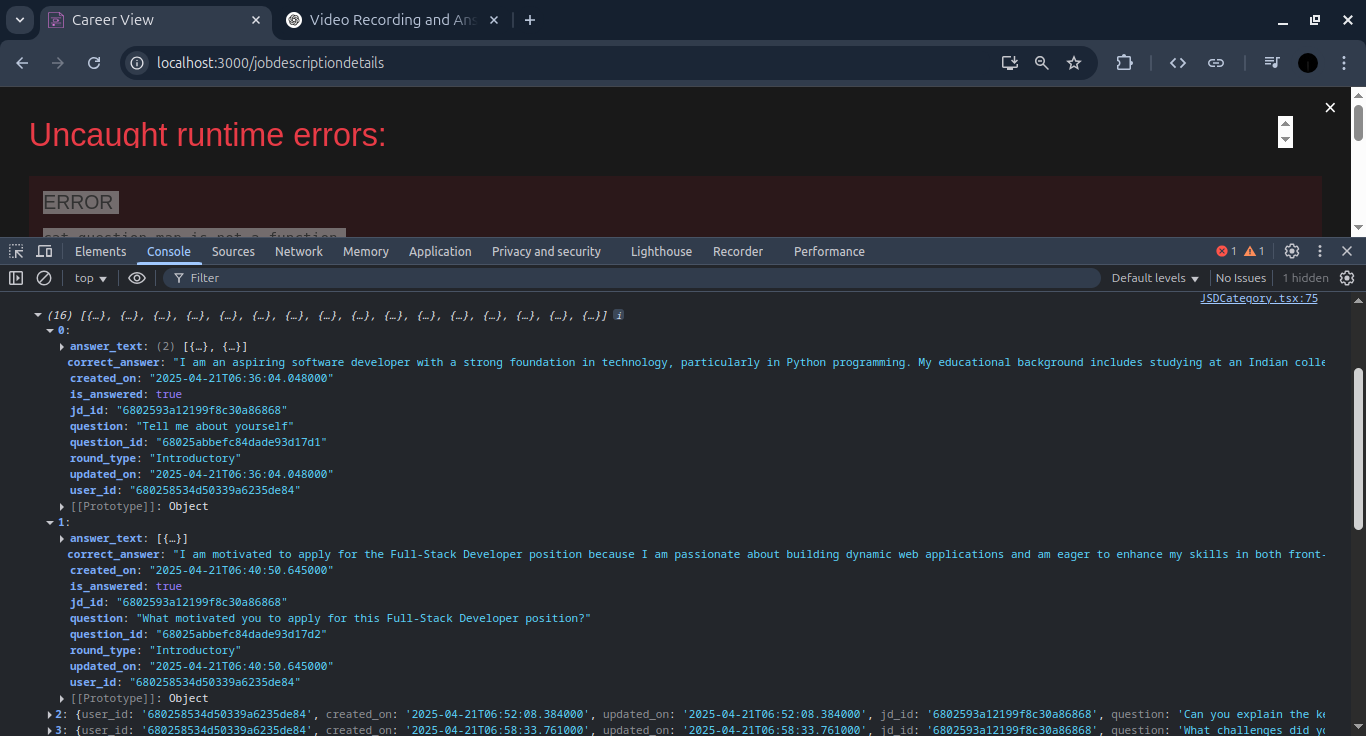 Career View
Video Recording and Ans
localhost:3000/jobdescriptiondetails
Uncaught runtime errors:
ERROR
cat.question.map is not a function
Elements Console Sources Network Memory Application Privacy and security Lighthouse Recorder Performance 1 1
top Filter Default levels No Issues 1 hidden
JSDCategory.tsx:75
(16) [{…}, {…}, {…}, {…}, {…}, {…}, {…}, {…}, {…}, {…}, {…}, {…}, {…}, {…}, {…}, {…}] i
0:
answer_text: (2) [{…}, {…}]
correct_answer: "I am an aspiring software developer with a strong foundation in technology, particularly in Python programming. My educational background includes studying at an Indian colle
created_on: "2025-04-21T06:36:04.048000"
is_answered: true
jd_id: "6802593a12199f8c30a86868"
question: "Tell me about yourself"
question_id: "68025abbefc84dade93d17d1"
round_type: "Introductory"
updated_on: "2025-04-21T06:36:04.048000"
user_id: "680258534d50339a6235de84"
[[Prototype]]: Object
1:
answer_text: [{…}]
correct_answer: "I am motivated to apply for the Full-Stack Developer position because I am passionate about building dynamic web applications and am eager to enhance my skills in both front-
created_on: "2025-04-21T06:40:50.645000"
is_answered: true
jd_id: "6802593a12199f8c30a86868"
question: "What motivated you to apply for this Full-Stack Developer position?"
question_id: "68025abbefc84dade93d17d2"
round_type: "Introductory"
updated_on: "2025-04-21T06:40:50.645000"
user_id: "680258534d50339a6235de84"
[[Prototype]]: Object
2: {user_id: '680258534d50339a6235de84', created_on: '2025-04-21T06:52:08.384000', updated_on: '2025-04-21T06:52:08.384000', jd_id: '6802593a12199f8c30a86868', question: 'Can you explain the ke
3: {user_id: '680258534d50339a6235de84', created_on: '2025-04-21T06:58:33.761000', updated_on: '2025-04-21T06:58:33.761000', jd_id: '6802593a12199f8c30a86868', question: 'What challenges did yo